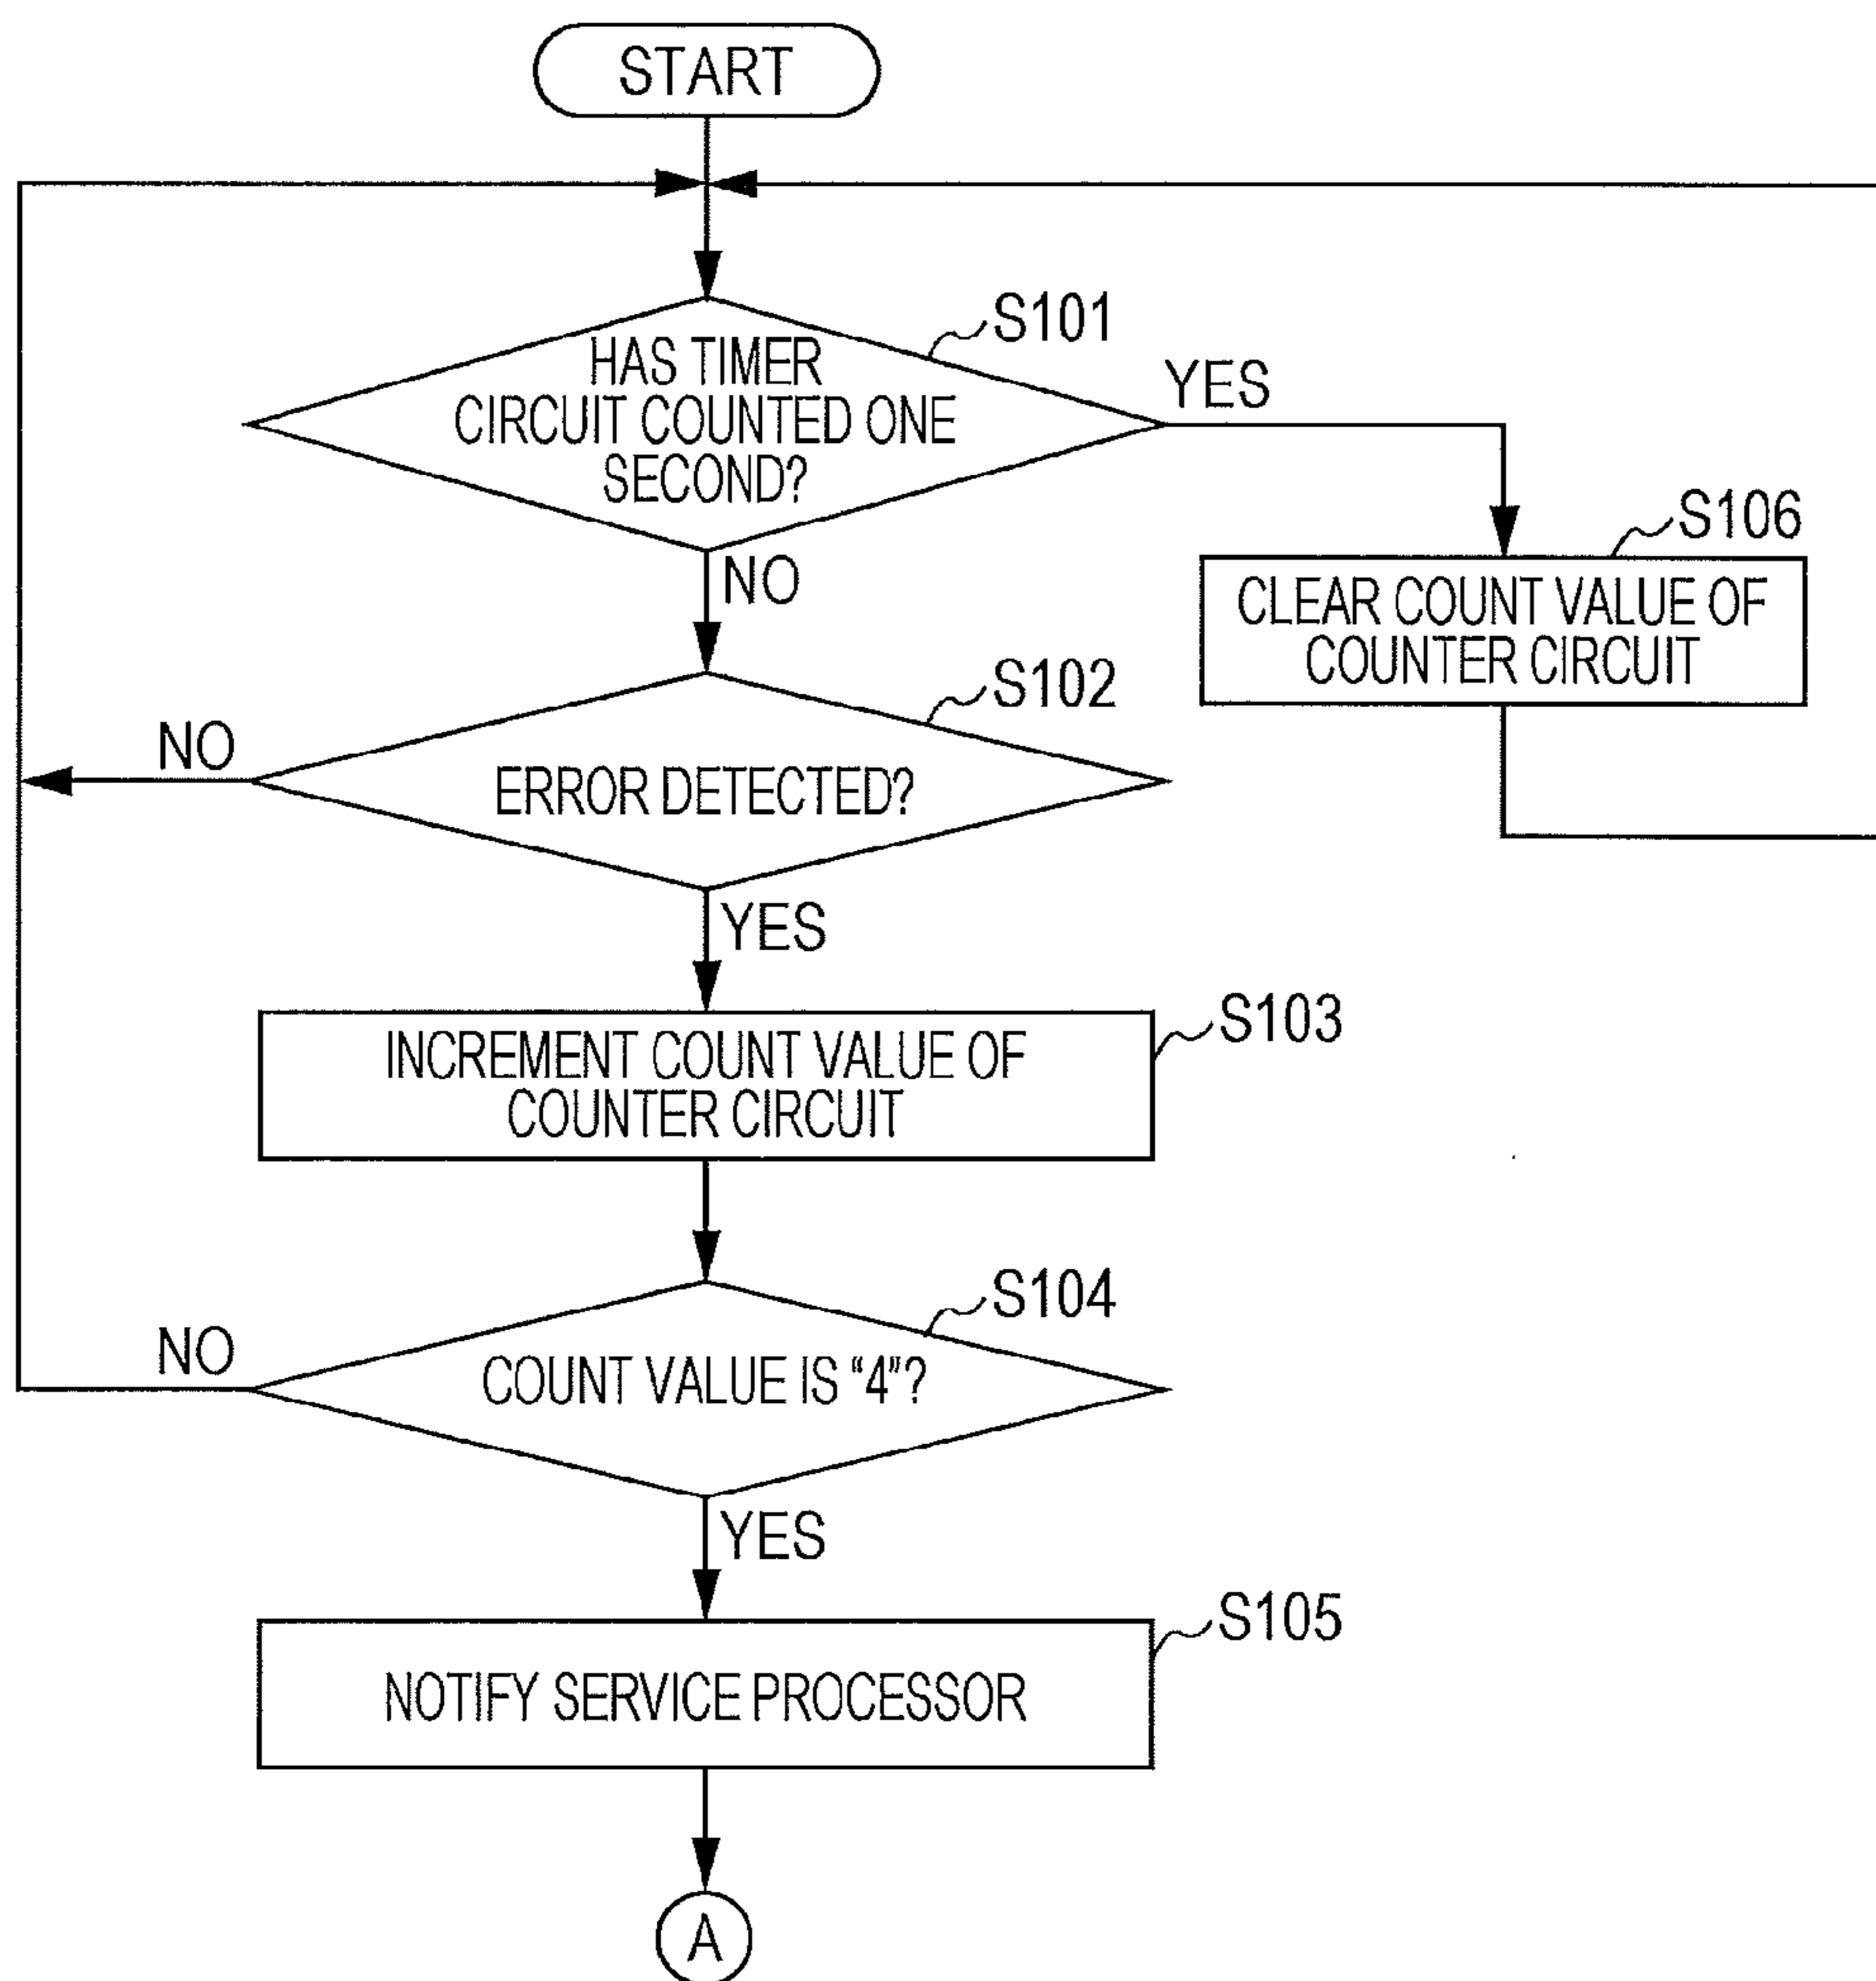 START
S101
HAS TIMER
CIRCUIT COUNTED ONE
SECOND?
YES
NO
S106
CLEAR COUNT VALUE OF
COUNTER CIRCUIT
S102
NO
ERROR DETECTED?
YES
S103
INCREMENT COUNT VALUE OF
COUNTER CIRCUIT
S104
NO
COUNT VALUE IS “4”?
YES
S105
NOTIFY SERVICE PROCESSOR
A